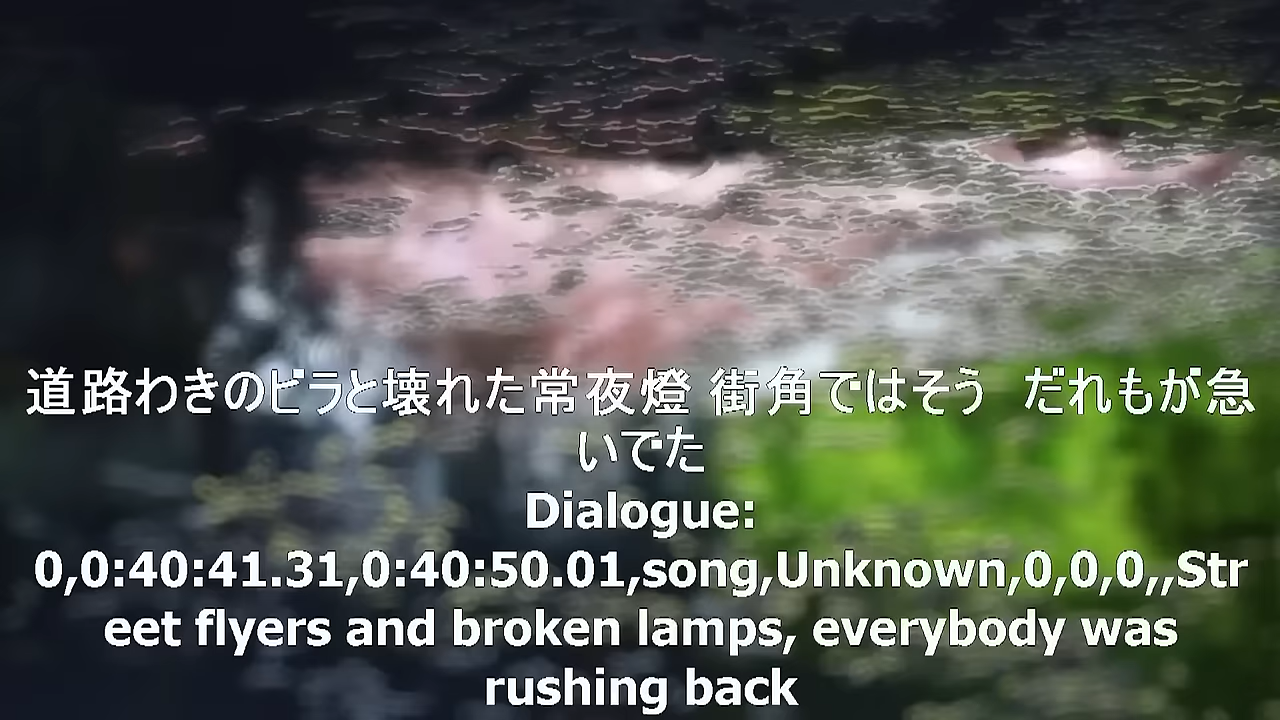 道路わきのビラと壊れた常夜燈 街角ではそう　だれもが急
いでた
Dialogue:
0,0:40:41.31,0:40:50.01,song,Unknown,0,0,0,,Str
eet flyers and broken lamps, everybody was
rushing back